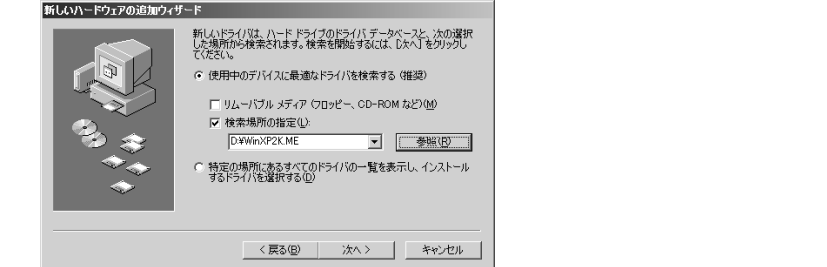 新しいハードウェアの追加ウィザード
新しいドライバは、ハード ドライブのドライバ データベースと、次の選択
した場所から検索されます。検索を開始するには、[次へ] をクリックし
てください。
使用中のデバイスに最適なドライバを検索する (推奨)
リムーバブル メディア (フロッピー、CD-ROM など)(M)
検索場所の指定(L):
D:¥WinXP2K.ME
参照(R)
特定の場所にあるすべてのドライバの一覧を表示し、インストール
するドライバを選択する(D)
< 戻る(B)
次へ >
キャンセル